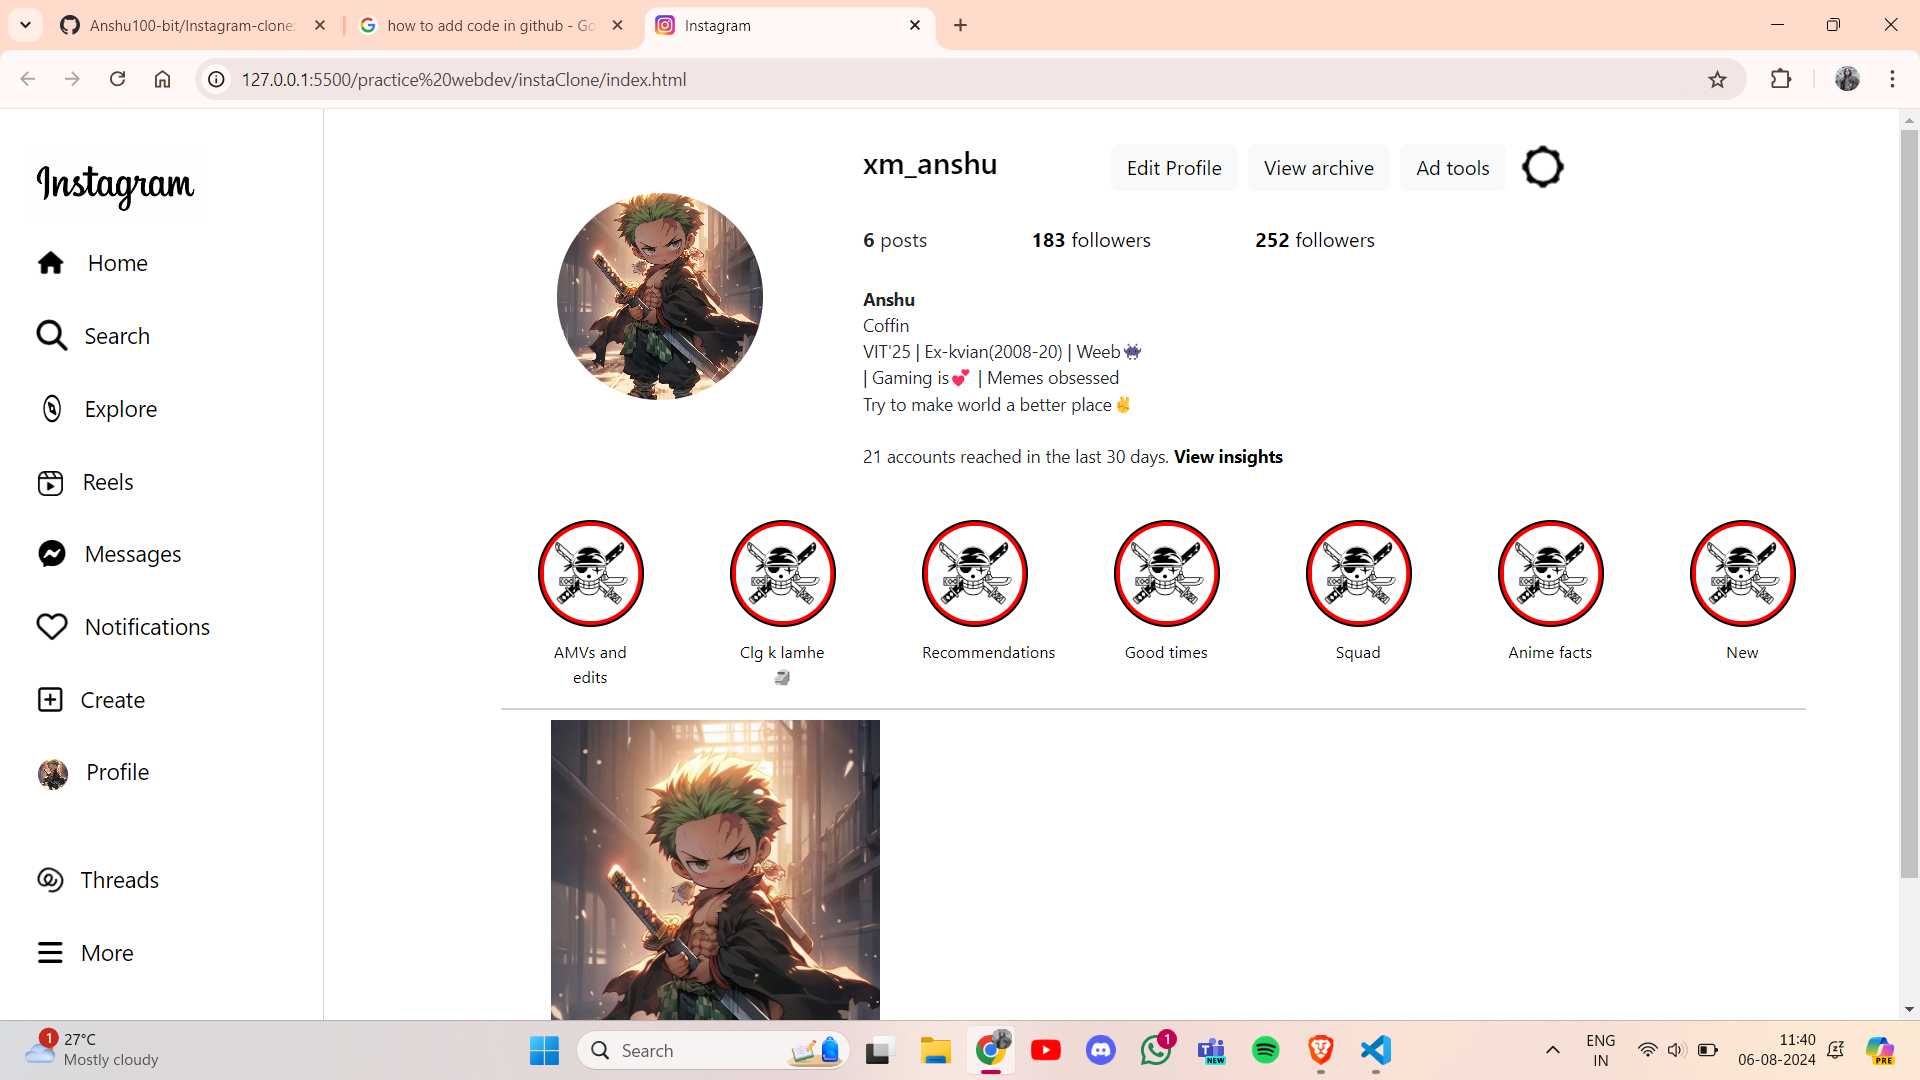 Anshu100-bit/Instagram-clone:
how to add code in github - Go
Instagram
127.0.0.1:5500/practice%20webdev/instaClone/index.html
Instagram
Home
Search
Explore
Reels
Messages
Notifications
Create
Profile
Threads
More
xm_anshu
Edit Profile
View archive
Ad tools
6 posts
183 followers
252 followers
Anshu
Coffin
VIT'25 | Ex-kvian(2008-20) | Weeb👾
| Gaming is💕 | Memes obsessed
Try to make world a better place✌️
21 accounts reached in the last 30 days. View insights
AMVs and
edits
Clg k lamhe
🗿
Recommendations
Good times
Squad
Anime facts
New
1
27°C
Mostly cloudy
Search
1
NEW
ENG
IN
11:40
06-08-2024
PRE